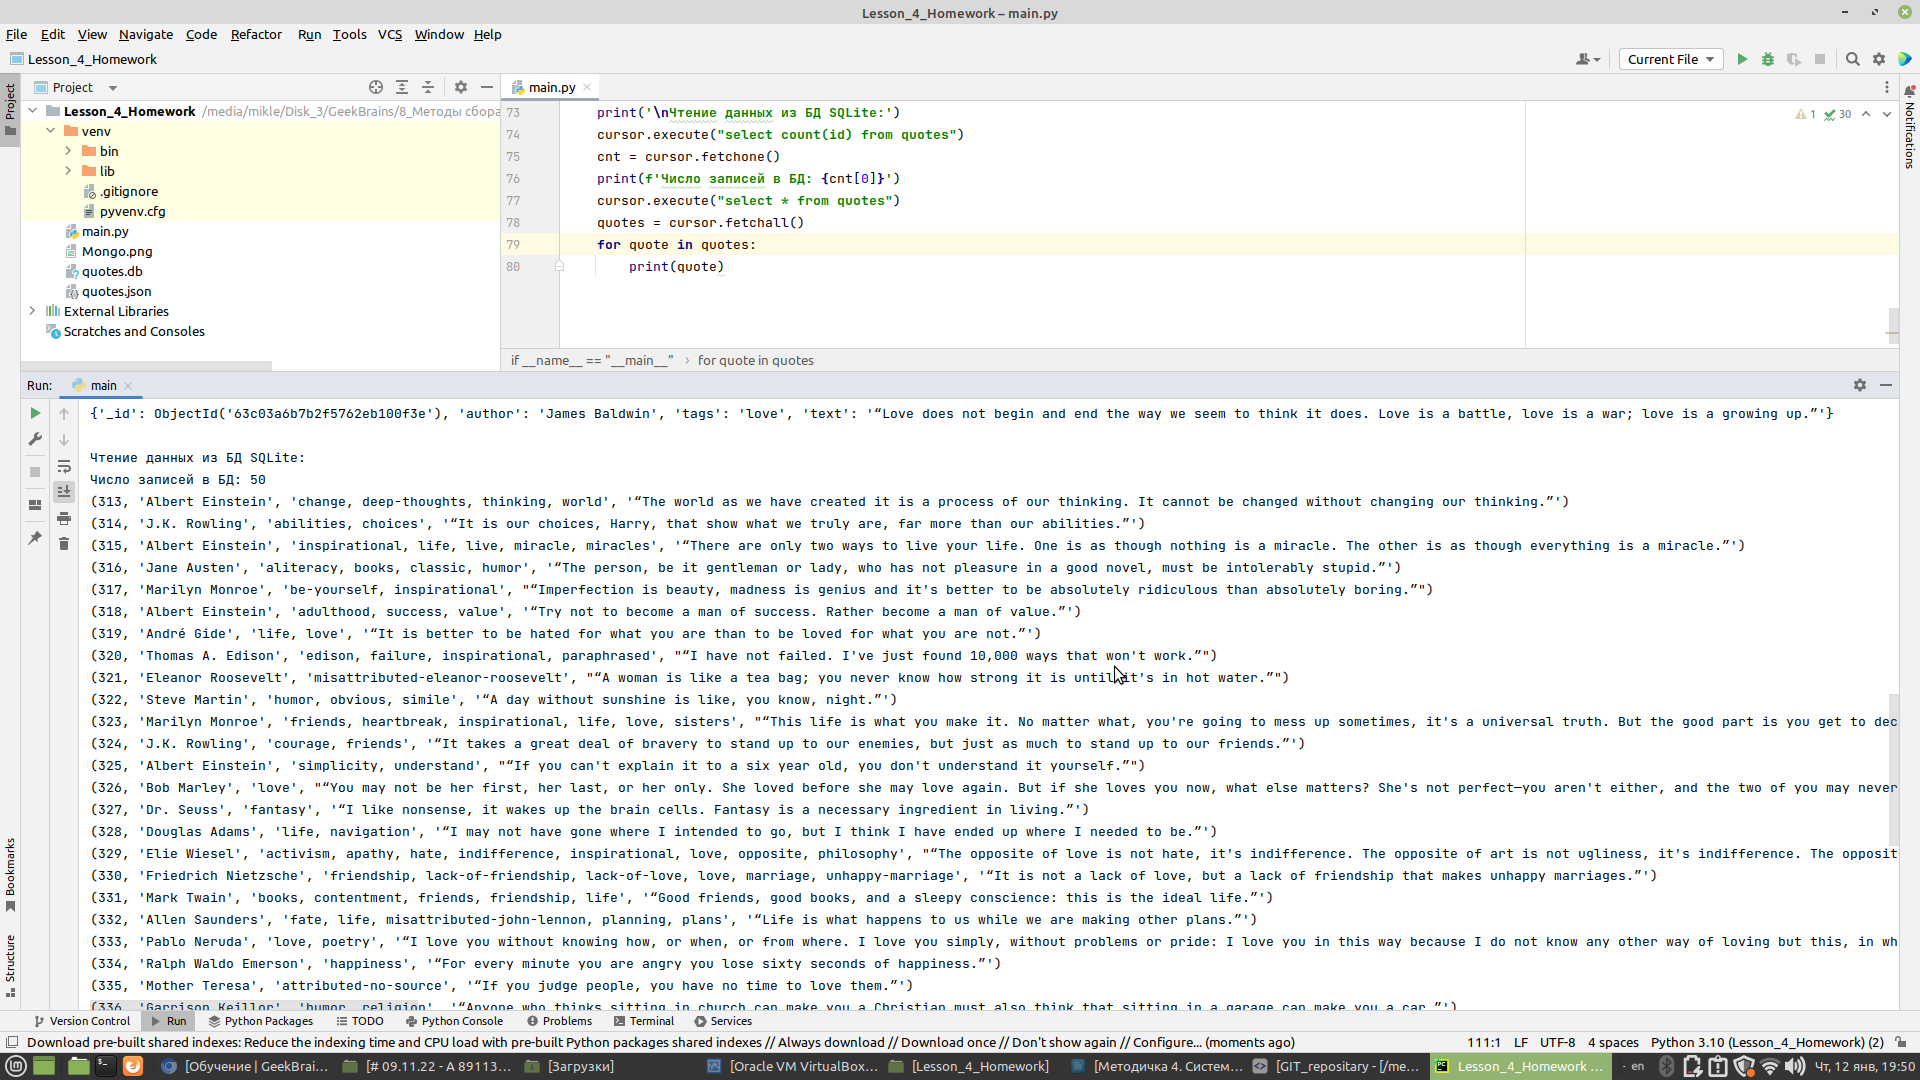 Lesson_4_Homework – main.py
File Edit View Navigate Code Refactor Run Tools VCS Window Help
Lesson_4_Homework
Current File
Project
main.py
Project
Lesson_4_Homework /media/mikle/Disk_3/GeekBrains/8_Методы сбора
venv
bin
lib
.gitignore
pyvenv.cfg
main.py
Mongo.png
quotes.db
quotes.json
External Libraries
Scratches and Consoles
1 30
Notifications
73 print('\nЧтение данных из БД SQLite:')
74 cursor.execute("select count(id) from quotes")
75 cnt = cursor.fetchone()
76 print(f'Число записей в БД: {cnt[0]}')
77 cursor.execute("select * from quotes")
78 quotes = cursor.fetchall()
79 for quote in quotes:
80 print(quote)
if __name__ == "__main__" › for quote in quotes
Run: main
{'_id': ObjectId('63c03a6b7b2f5762eb100f3e'), 'author': 'James Baldwin', 'tags': 'love', 'text': '“Love does not begin and end the way we seem to think it does. Love is a battle, love is a war; love is a growing up.”'}
Чтение данных из БД SQLite:
Число записей в БД: 50
(313, 'Albert Einstein', 'change, deep-thoughts, thinking, world', '“The world as we have created it is a process of our thinking. It cannot be changed without changing our thinking.”')
(314, 'J.K. Rowling', 'abilities, choices', '“It is our choices, Harry, that show what we truly are, far more than our abilities.”')
(315, 'Albert Einstein', 'inspirational, life, live, miracle, miracles', '“There are only two ways to live your life. One is as though nothing is a miracle. The other is as though everything is a miracle.”')
(316, 'Jane Austen', 'aliteracy, books, classic, humor', '“The person, be it gentleman or lady, who has not pleasure in a good novel, must be intolerably stupid.”')
(317, 'Marilyn Monroe', 'be-yourself, inspirational', "“Imperfection is beauty, madness is genius and it's better to be absolutely ridiculous than absolutely boring.”")
(318, 'Albert Einstein', 'adulthood, success, value', '“Try not to become a man of success. Rather become a man of value.”')
(319, 'André Gide', 'life, love', '“It is better to be hated for what you are than to be loved for what you are not.”')
(320, 'Thomas A. Edison', 'edison, failure, inspirational, paraphrased', "“I have not failed. I've just found 10,000 ways that won't work.”")
(321, 'Eleanor Roosevelt', 'misattributed-eleanor-roosevelt', "“A woman is like a tea bag; you never know how strong it is until it's in hot water.”")
(322, 'Steve Martin', 'humor, obvious, simile', '“A day without sunshine is like, you know, night.”')
(323, 'Marilyn Monroe', 'friends, heartbreak, inspirational, life, love, sisters', "“This life is what you make it. No matter what, you're going to mess up sometimes, it's a universal truth. But the good part is you get to dec
(324, 'J.K. Rowling', 'courage, friends', '“It takes a great deal of bravery to stand up to our enemies, but just as much to stand up to our friends.”')
(325, 'Albert Einstein', 'simplicity, understand', "“If you can't explain it to a six year old, you don't understand it yourself.”")
(326, 'Bob Marley', 'love', "“You may not be her first, her last, or her only. She loved before she may love again. But if she loves you now, what else matters? She's not perfect—you aren't either, and the two of you may never
(327, 'Dr. Seuss', 'fantasy', '“I like nonsense, it wakes up the brain cells. Fantasy is a necessary ingredient in living.”')
(328, 'Douglas Adams', 'life, navigation', '“I may not have gone where I intended to go, but I think I have ended up where I needed to be.”')
(329, 'Elie Wiesel', 'activism, apathy, hate, indifference, inspirational, love, opposite, philosophy', "“The opposite of love is not hate, it's indifference. The opposite of art is not ugliness, it's indifference. The opposit
(330, 'Friedrich Nietzsche', 'friendship, lack-of-friendship, lack-of-love, love, marriage, unhappy-marriage', '“It is not a lack of love, but a lack of friendship that makes unhappy marriages.”')
(331, 'Mark Twain', 'books, contentment, friends, friendship, life', '“Good friends, good books, and a sleepy conscience: this is the ideal life.”')
(332, 'Allen Saunders', 'fate, life, misattributed-john-lennon, planning, plans', '“Life is what happens to us while we are making other plans.”')
(333, 'Pablo Neruda', 'love, poetry', '“I love you without knowing how, or when, or from where. I love you simply, without problems or pride: I love you in this way because I do not know any other way of loving but this, in wh
(334, 'Ralph Waldo Emerson', 'happiness', '“For every minute you are angry you lose sixty seconds of happiness.”')
(335, 'Mother Teresa', 'attributed-no-source', '“If you judge people, you have no time to love them.”')
(336, 'Garrison Keillor', 'humor, religion', '“Anyone who thinks sitting in church can make you a Christian must also think that sitting in a garage can make you a car.”')
Bookmarks
Structure
Version Control Run Python Packages TODO Python Console Problems Terminal Services
Download pre-built shared indexes: Reduce the indexing time and CPU load with pre-built Python packages shared indexes // Always download // Download once // Don't show again // Configure... (moments ago)
111:1 LF UTF-8 4 spaces Python 3.10 (Lesson_4_Homework) (2)
[Обучение | GeekBrai... [# 09.11.22 - A 89113... [Загрузки] [Oracle VM VirtualBox... [Lesson_4_Homework] [Методичка 4. Систем... [GIT_repositary - [/me... Lesson_4_Homework ... en Чт, 12 янв, 19:50